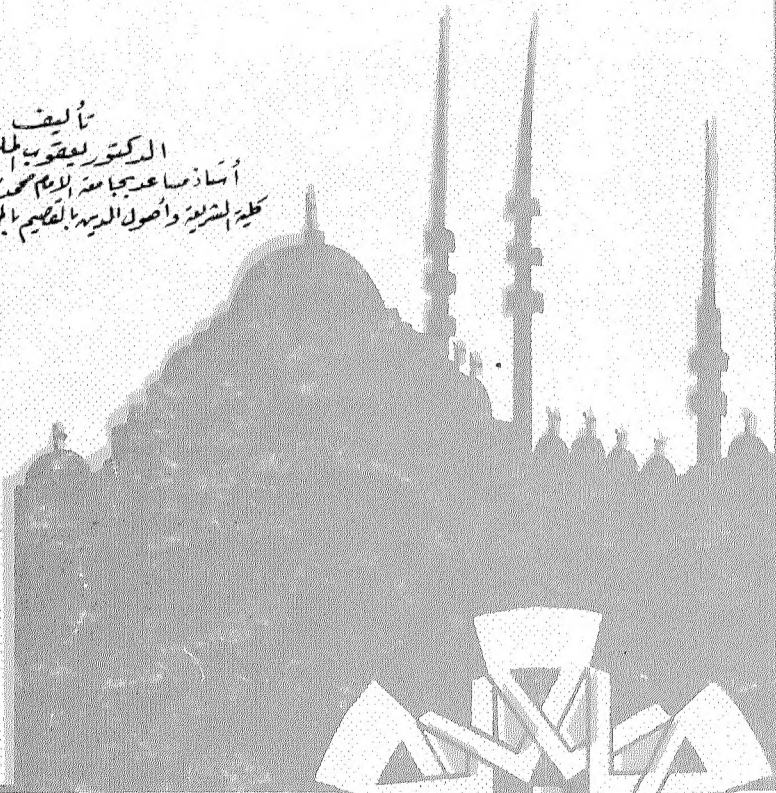 تأليف
الدكتور يعقوب
أستاذ مساعد بجامعة الإمام محمد
كلية الشريعة وأصول الدين بالقصيم